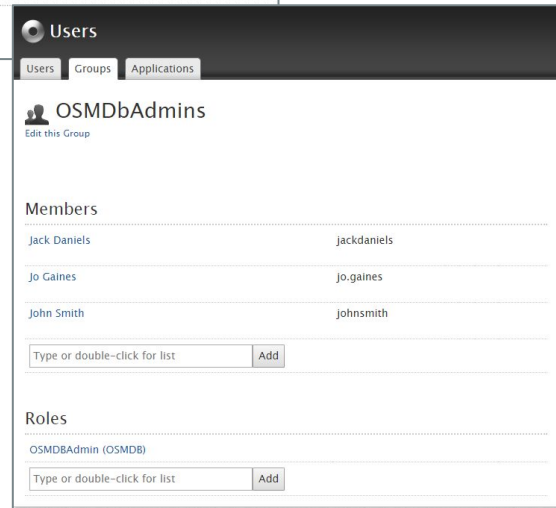 Users
Users Groups Applications
OSMDbAdmins
Edit this Group
Members
Jack Daniels jackdaniels
Jo Gaines jo.gaines
John Smith johnsmith
Type or double-click for list Add
Roles
OSMDBAdmin (OSMDB)
Type or double-click for list Add